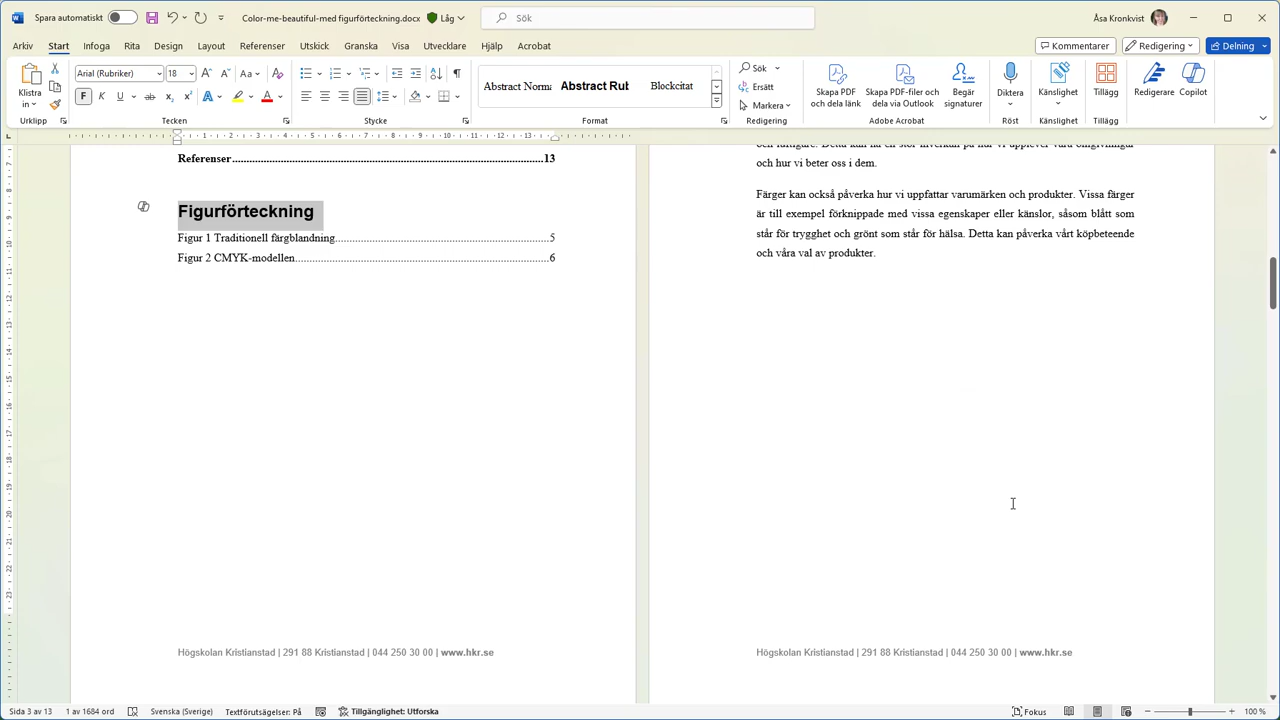 Spara automatiskt
Color-me-beautiful-med figurförteckning.docx
Låg
Sök
Åsa Kronkvist
Arkiv Start Infoga Rita Design Layout Referenser Utskick Granska Visa Utvecklare Hjälp Acrobat
Kommentarer Redigering Delning
Klistra in
Urklipp
Arial (Rubriker) 18
F K U
Tecken
Stycke
Abstract Norma Abstract Rul Blockcitat
Format
Sök
Ersätt
Markera
Redigering
Skapa PDF och dela länk
Skapa PDF-filer och dela via Outlook
Begär signaturer
Adobe Acrobat
Diktera
Röst
Känslighet
Känslighet
Tillägg
Tillägg
Redigerare Copilot
Referenser 13
Figurförteckning
Figur 1 Traditionell färgblandning 5
Figur 2 CMYK-modellen 6
Högskolan Kristianstad | 291 88 Kristianstad | 044 250 30 00 | www.hkr.se
och hur vi beter oss i dem.
Färger kan också påverka hur vi uppfattar varumärken och produkter. Vissa färger
är till exempel förknippade med vissa egenskaper eller känslor, såsom blått som
står för trygghet och grönt som står för hälsa. Detta kan påverka vårt köpbeteende
och våra val av produkter.
Högskolan Kristianstad | 291 88 Kristianstad | 044 250 30 00 | www.hkr.se
Sida 3 av 13 1 av 1684 ord Svenska (Sverige) Textförutsägelser: På Tillgänglighet: Utforska
Fokus 100 %